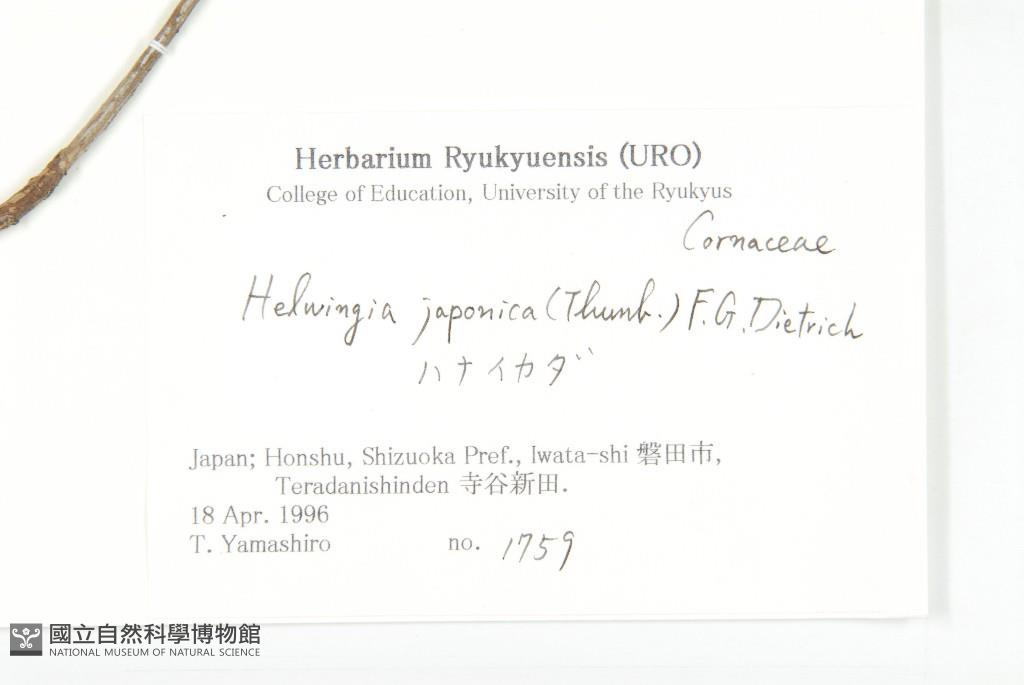 Herbarium Ryukyuensis (URO)
College of Education, University of the Ryukyus
Cornaceae
Helwingia japonica (Thunb.) F.G.Dietrich
ハナイカダ
Japan; Honshu, Shizuoka Pref., Iwata-shi 磐田市,
Teradanishinden 寺谷新田.
18 Apr. 1996
T. Yamashiro no. 1759
國立自然科學博物館
NATIONAL MUSEUM OF NATURAL SCIENCE